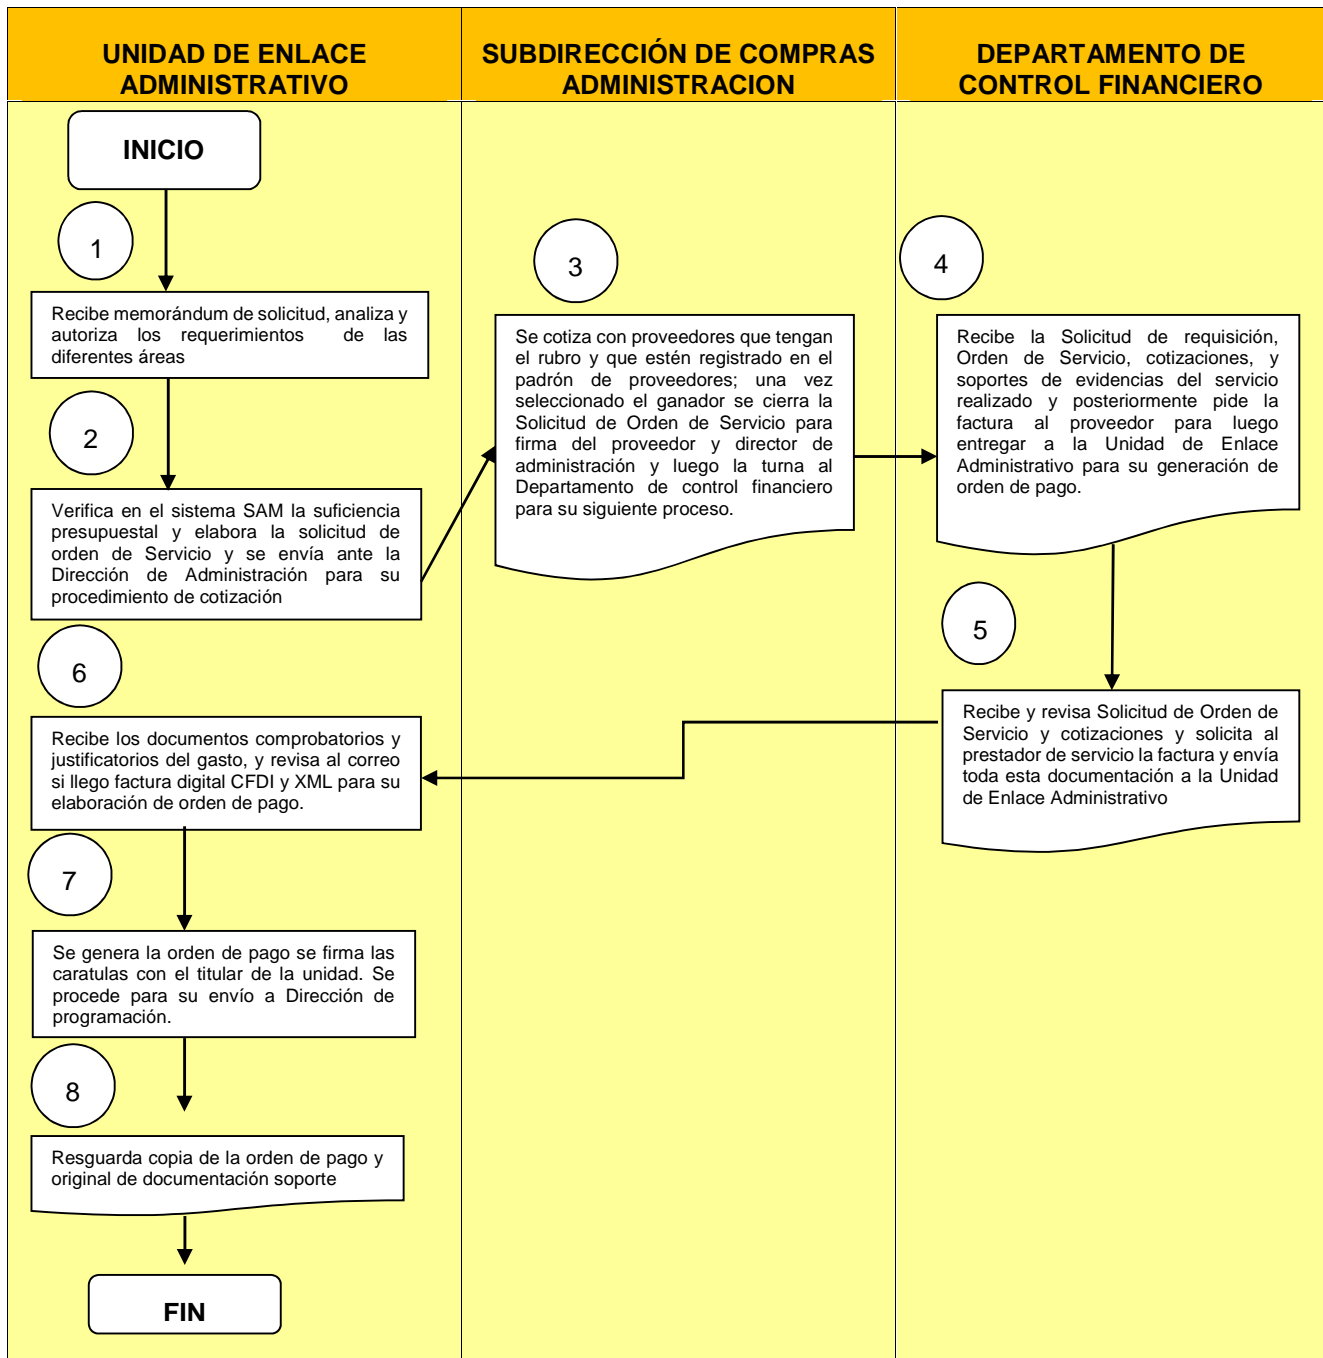 UNIDAD DE ENLACE
ADMINISTRATIVO
SUBDIRECCIÓN DE COMPRAS
ADMINISTRACION
DEPARTAMENTO DE
CONTROL FINANCIERO
INICIO
1
Recibe memorándum de solicitud, analiza y
autoriza los requerimientos de las
diferentes áreas
2
Verifica en el sistema SAM la suficiencia
presupuestal y elabora la solicitud de
orden de Servicio y se envía ante la
Dirección de Administración para su
procedimiento de cotización
3
Se cotiza con proveedores que tengan
el rubro y que estén registrado en el
padrón de proveedores; una vez
seleccionado el ganador se cierra la
Solicitud de Orden de Servicio para
firma del proveedor y director de
administración y luego la turna al
Departamento de control financiero
para su siguiente proceso.
4
Recibe la Solicitud de requisición,
Orden de Servicio, cotizaciones, y
soportes de evidencias del servicio
realizado y posteriormente pide la
factura al proveedor para luego
entregar a la Unidad de Enlace
Administrativo para su generación de
orden de pago.
5
Recibe y revisa Solicitud de Orden de
Servicio y cotizaciones y solicita al
prestador de servicio la factura y envía
toda esta documentación a la Unidad
de Enlace Administrativo
6
Recibe los documentos comprobatorios y
justificatorios del gasto, y revisa al correo
si llego factura digital CFDI y XML para su
elaboración de orden de pago.
7
Se genera la orden de pago se firma las
caratulas con el titular de la unidad. Se
procede para su envío a Dirección de
programación.
8
Resguarda copia de la orden de pago y
original de documentación soporte
FIN